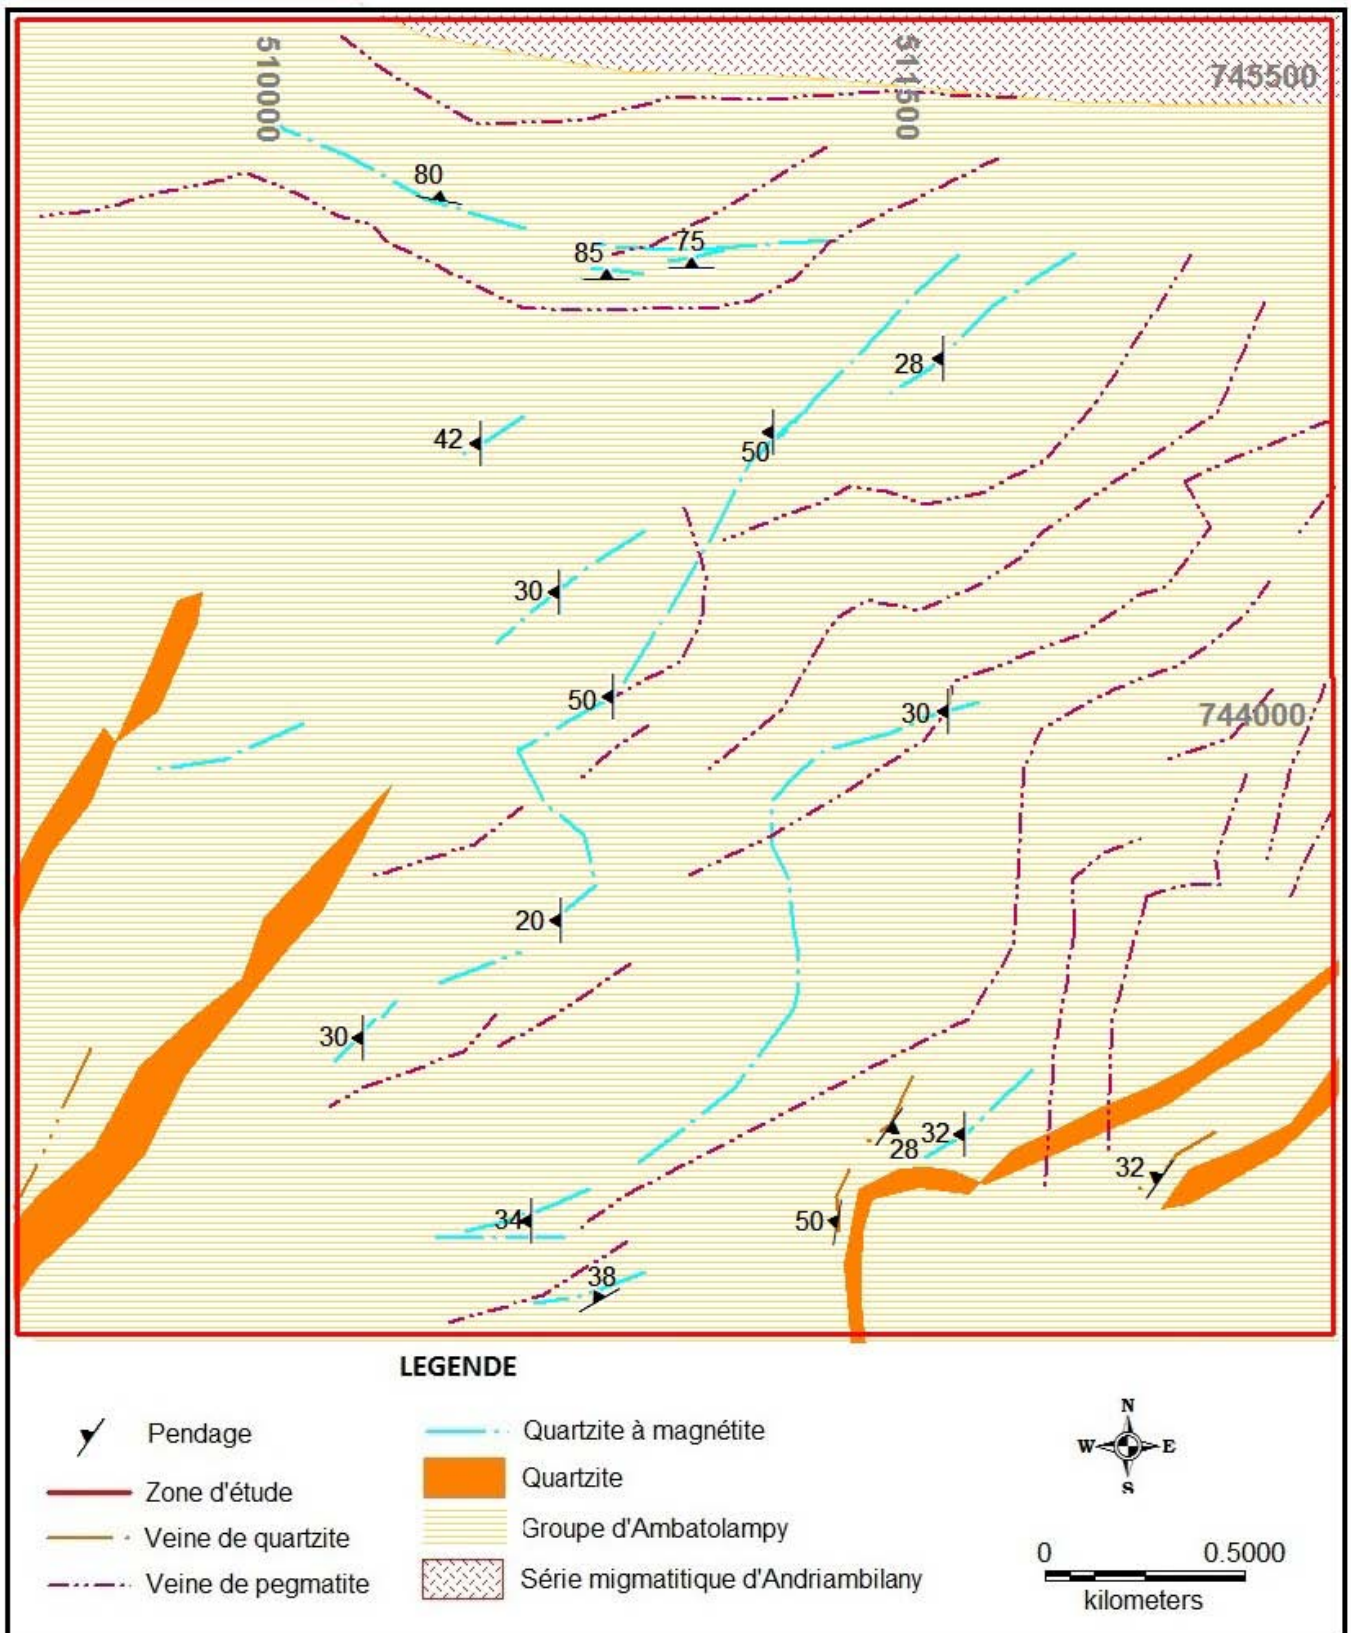 510000
511500
745500
80
85
75
28
42
50
30
50
30
744000
20
30
28
32
32
34
50
38
LEGENDE
Pendage
Zone d'étude
Veine de quartzite
Veine de pegmatite
Quartzite à magnétite
Quartzite
Groupe d'Ambatolampy
Série migmatitique d'Andriambilany
N
W E
S
0 0.5000
kilometers